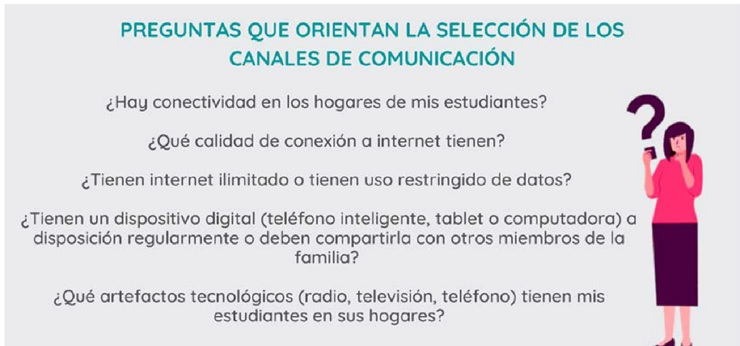 PREGUNTAS QUE ORIENTAN LA SELECCIÓN DE LOS
CANALES DE COMUNICACIÓN
¿Hay conectividad en los hogares de mis estudiantes?
¿Qué calidad de conexión a internet tienen?
¿Tienen internet ilimitado o tienen uso restringido de datos?
¿Tienen un dispositivo digital (teléfono inteligente, tablet o computadora) a
disposición regularmente o deben compartirla con otros miembros de la
familia?
¿Qué artefactos tecnológicos (radio, televisión, teléfono) tienen mis
estudiantes en sus hogares?
?